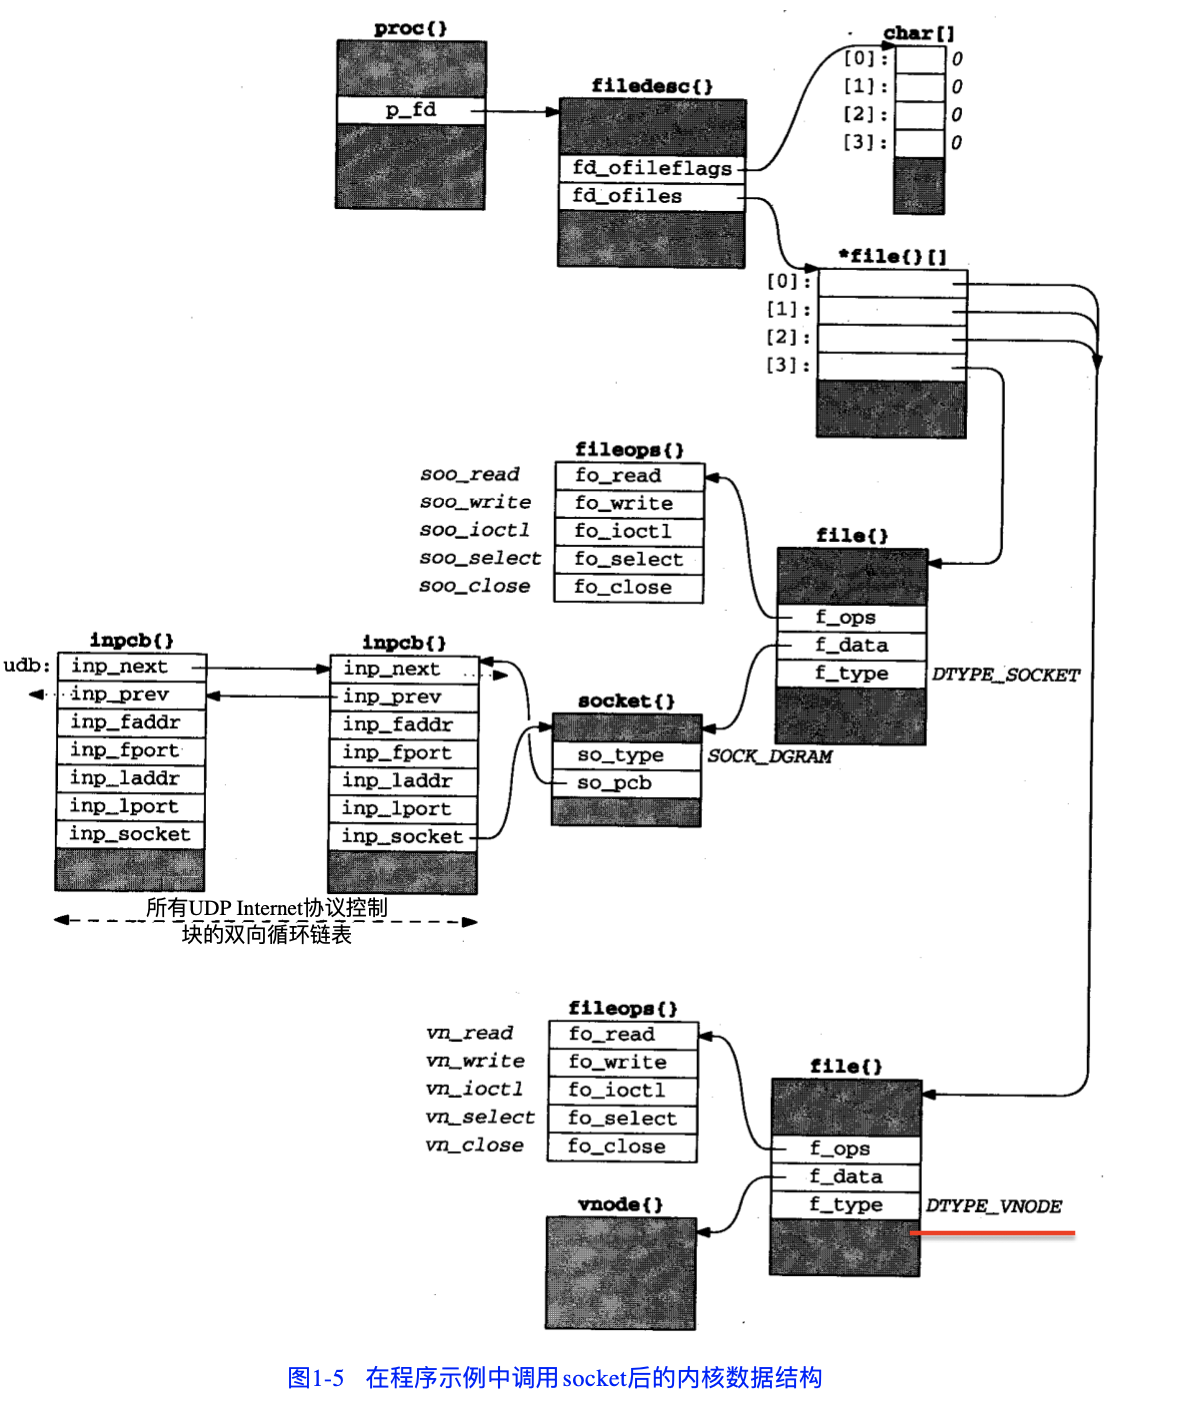 proc{}
p_fd
filedesc{}
fd_ofileflags
fd_ofiles
char[]
[0]: 0
[1]: 0
[2]: 0
[3]: 0
*file{}[]
[0]:
[1]:
[2]:
[3]:
fileops{}
soo_read fo_read
soo_write fo_write
soo_ioctl fo_ioctl
soo_select fo_select
soo_close fo_close
file{}
f_ops
f_data
f_type DTYPE_SOCKET
inpcb{}
udb: inp_next
inp_prev
inp_faddr
inp_fport
inp_laddr
inp_lport
inp_socket
inpcb{}
inp_next
inp_prev
inp_faddr
inp_fport
inp_laddr
inp_lport
inp_socket
socket{}
so_type SOCK_DGRAM
so_pcb
所有UDP Internet协议控制
块的双向循环链表
fileops{}
vn_read fo_read
vn_write fo_write
vn_ioctl fo_ioctl
vn_select fo_select
vn_close fo_close
file{}
f_ops
f_data
f_type DTYPE_VNODE
vnode{}
图1-5 在程序示例中调用socket后的内核数据结构